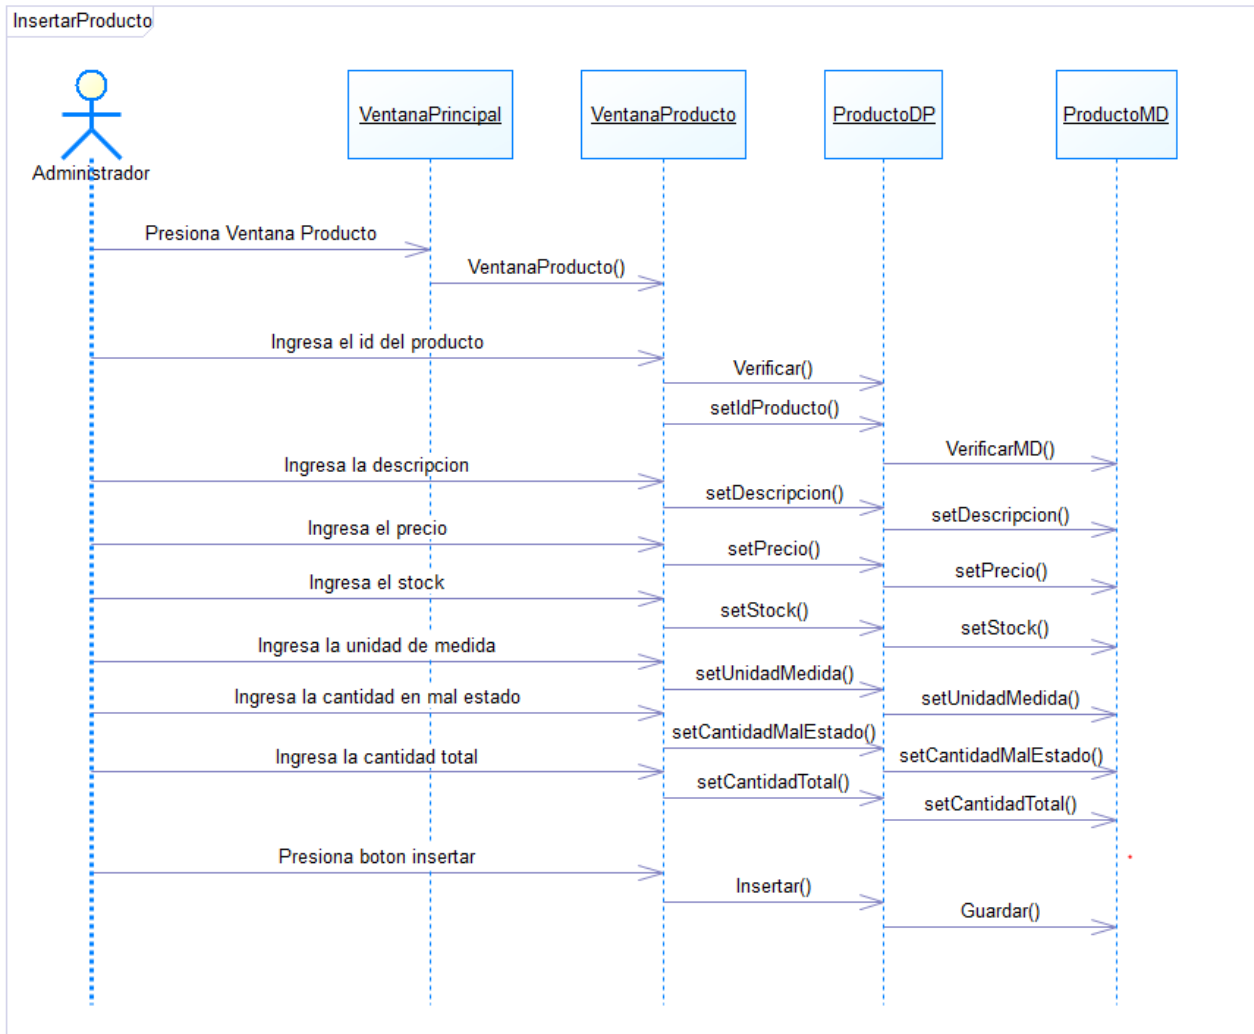 InsertarProducto
VentanaPrincipal
VentanaProducto
ProductoDP
ProductoMD
Administrador
Presiona Ventana Producto
VentanaProducto()
Ingresa el id del producto
Verificar()
setIdProducto()
VerificarMD()
Ingresa la descripcion
setDescripcion()
setDescripcion()
Ingresa el precio
setPrecio()
setPrecio()
Ingresa el stock
setStock()
setStock()
Ingresa la unidad de medida
setUnidadMedida()
setUnidadMedida()
Ingresa la cantidad en mal estado
setCantidadMalEstado()
setCantidadMalEstado()
Ingresa la cantidad total
setCantidadTotal()
setCantidadTotal()
Presiona boton insertar
Insertar()
Guardar()